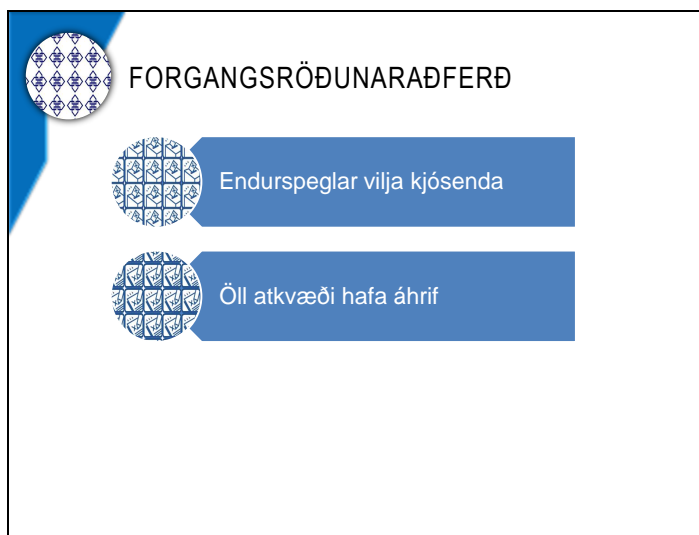 FORGANGSRÖÐUNARAÐFERÐ
Endurspeglar vilja kjósenda
Öll atkvæði hafa áhrif